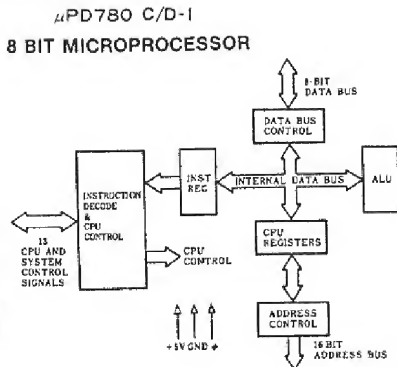 μPD780 C/D-1
8 BIT MICROPROCESSOR
8-BIT
DATA BUS
DATA BUS
CONTROL
INSTRUCTION
DECODE
&
CPU
CONTROL
INST
REG
INTERNAL DATA BUS
ALU
13
CPU AND
SYSTEM
CONTROL
SIGNALS
CPU
CONTROL
CPU
REGISTERS
ADDRESS
CONTROL
+5V GND ϕ
16 BIT
ADDRESS BUS